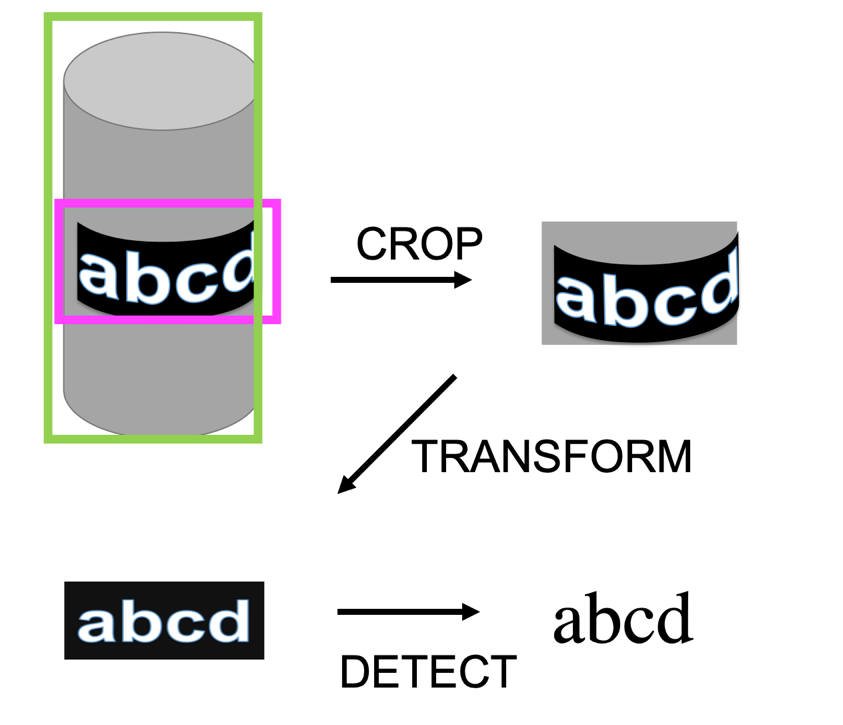 abcd
CROP
abcd
TRANSFORM
abcd
DETECT
abcd